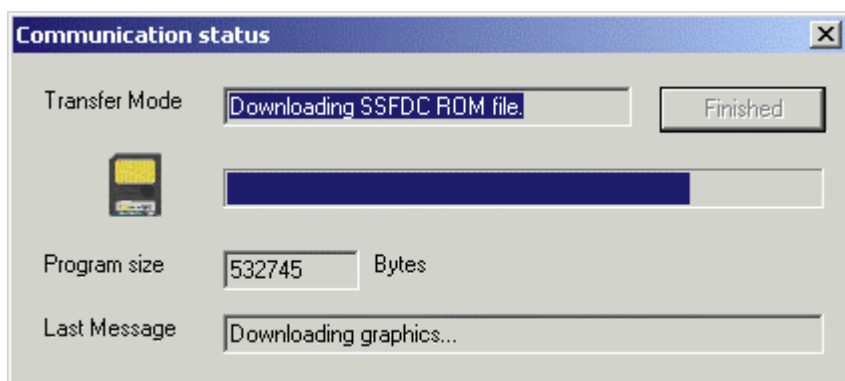 Communication status
Transfer Mode
Downloading SSFDC ROM file.
Finished
Program size
532745
Bytes
Last Message
Downloading graphics...